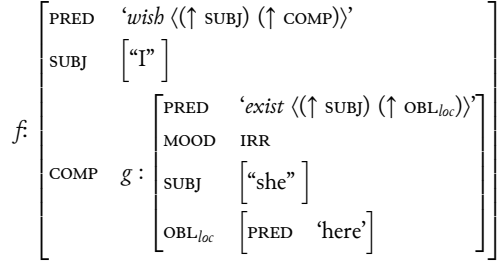 PRED ‘wish ⟨(↑ SUBJ) (↑ COMP)⟩’
SUBJ [“I”]
f:
PRED ‘exist ⟨(↑ SUBJ) (↑ OBLloc)⟩’
MOOD IRR
COMP g :
SUBJ [“she”]
OBLloc [PRED ‘here’]